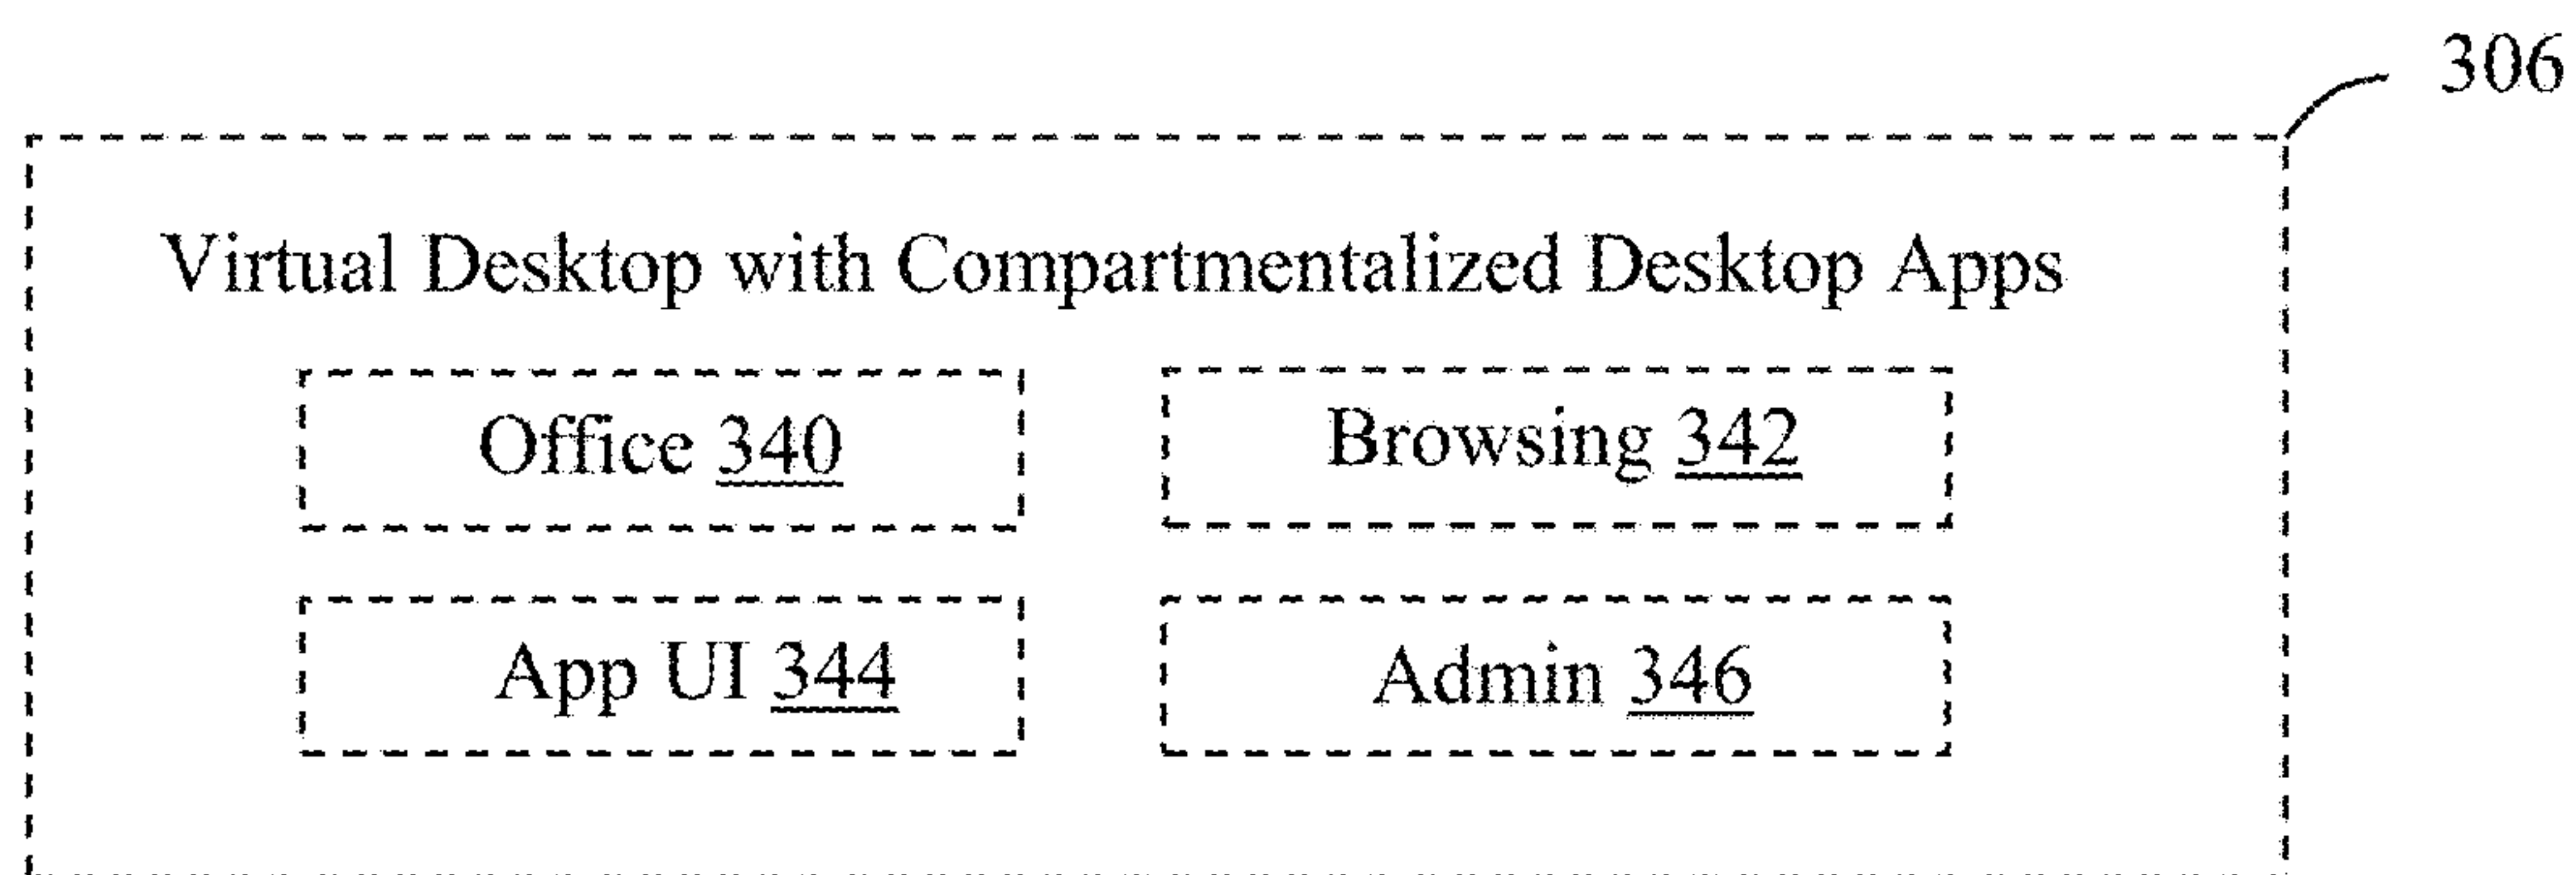 306
Virtual Desktop with Compartmentalized Desktop Apps
Office 340
Browsing 342
App UI 344
Admin 346